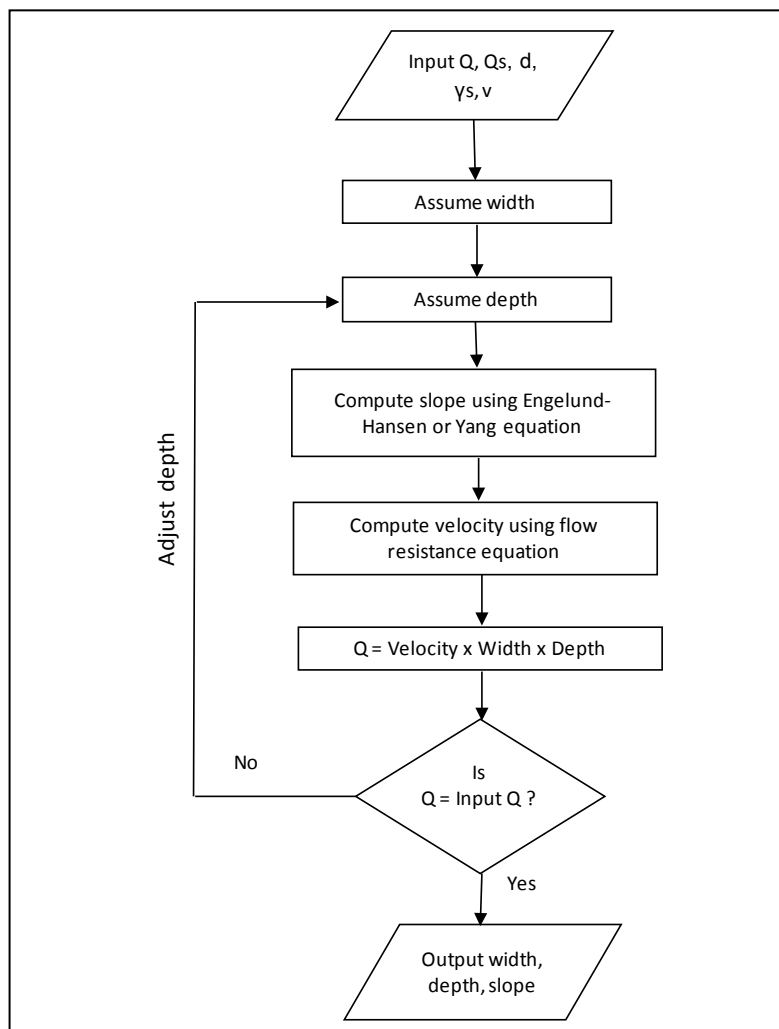 Input Q, Qs, d,
γs, v
Assume width
Assume depth
Compute slope using Engelund-
Hansen or Yang equation
Compute velocity using flow
resistance equation
Q = Velocity x Width x Depth
Adjust depth
No
Is
Q = Input Q ?
Yes
Output width,
depth, slope